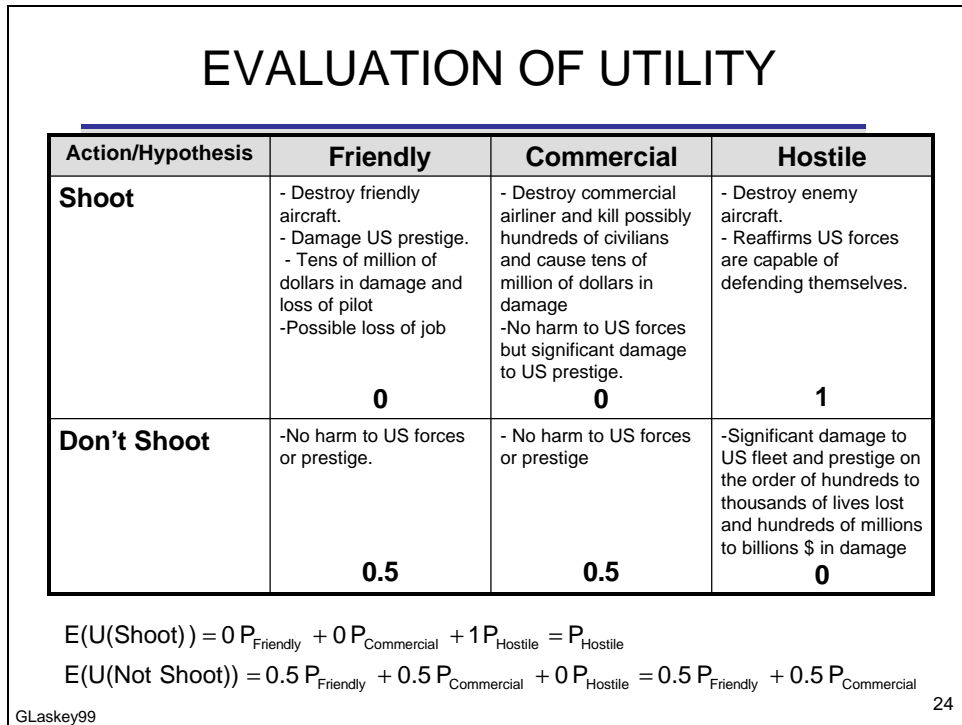 EVALUATION OF UTILITY
Action/Hypothesis
Friendly
Commercial
Hostile
Shoot
- Destroy friendly
aircraft.
- Damage US prestige.
- Tens of million of
dollars in damage and
loss of pilot
-Possible loss of job
0
- Destroy commercial
airliner and kill possibly
hundreds of civilians
and cause tens of
million of dollars in
damage
-No harm to US forces
but significant damage
to US prestige.
0
- Destroy enemy
aircraft.
- Reaffirms US forces
are capable of
defending themselves.
1
Don't Shoot
-No harm to US forces
or prestige.
0.5
- No harm to US forces
or prestige
0.5
-Significant damage to
US fleet and prestige on
the order of hundreds to
thousands of lives lost
and hundreds of millions
to billions $ in damage
0
E(U(Shoot)) = 0 P_Friendly + 0 P_Commercial + 1 P_Hostile = P_Hostile
E(U(Not Shoot)) = 0.5 P_Friendly + 0.5 P_Commercial + 0 P_Hostile = 0.5 P_Friendly + 0.5 P_Commercial
GLaskey99
24